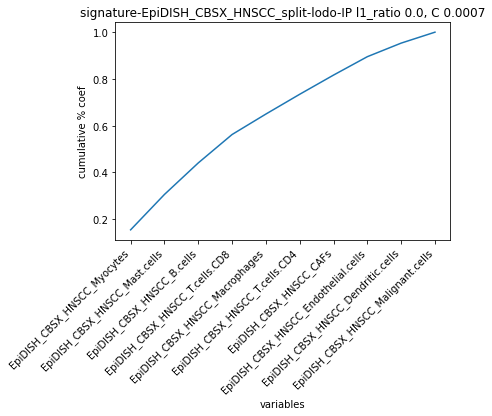 signature-EpiDISH_CBSX_HNSCC_split-lodo-IP l1_ratio 0.0, C 0.0007
1.0
0.8
0.6
0.4
0.2
cumulative % coef
EpiDISH_CBSX_HNSCC_Myocytes
EpiDISH_CBSX_HNSCC_Mast.cells
EpiDISH_CBSX_HNSCC_B.cells
EpiDISH_CBSX_HNSCC_T.cells.CD8
EpiDISH_CBSX_HNSCC_Macrophages
EpiDISH_CBSX_HNSCC_T.cells.CD4
EpiDISH_CBSX_HNSCC_CAFs
EpiDISH_CBSX_HNSCC_Endothelial.cells
EpiDISH_CBSX_HNSCC_Dendritic.cells
EpiDISH_CBSX_HNSCC_Malignant.cells
variables